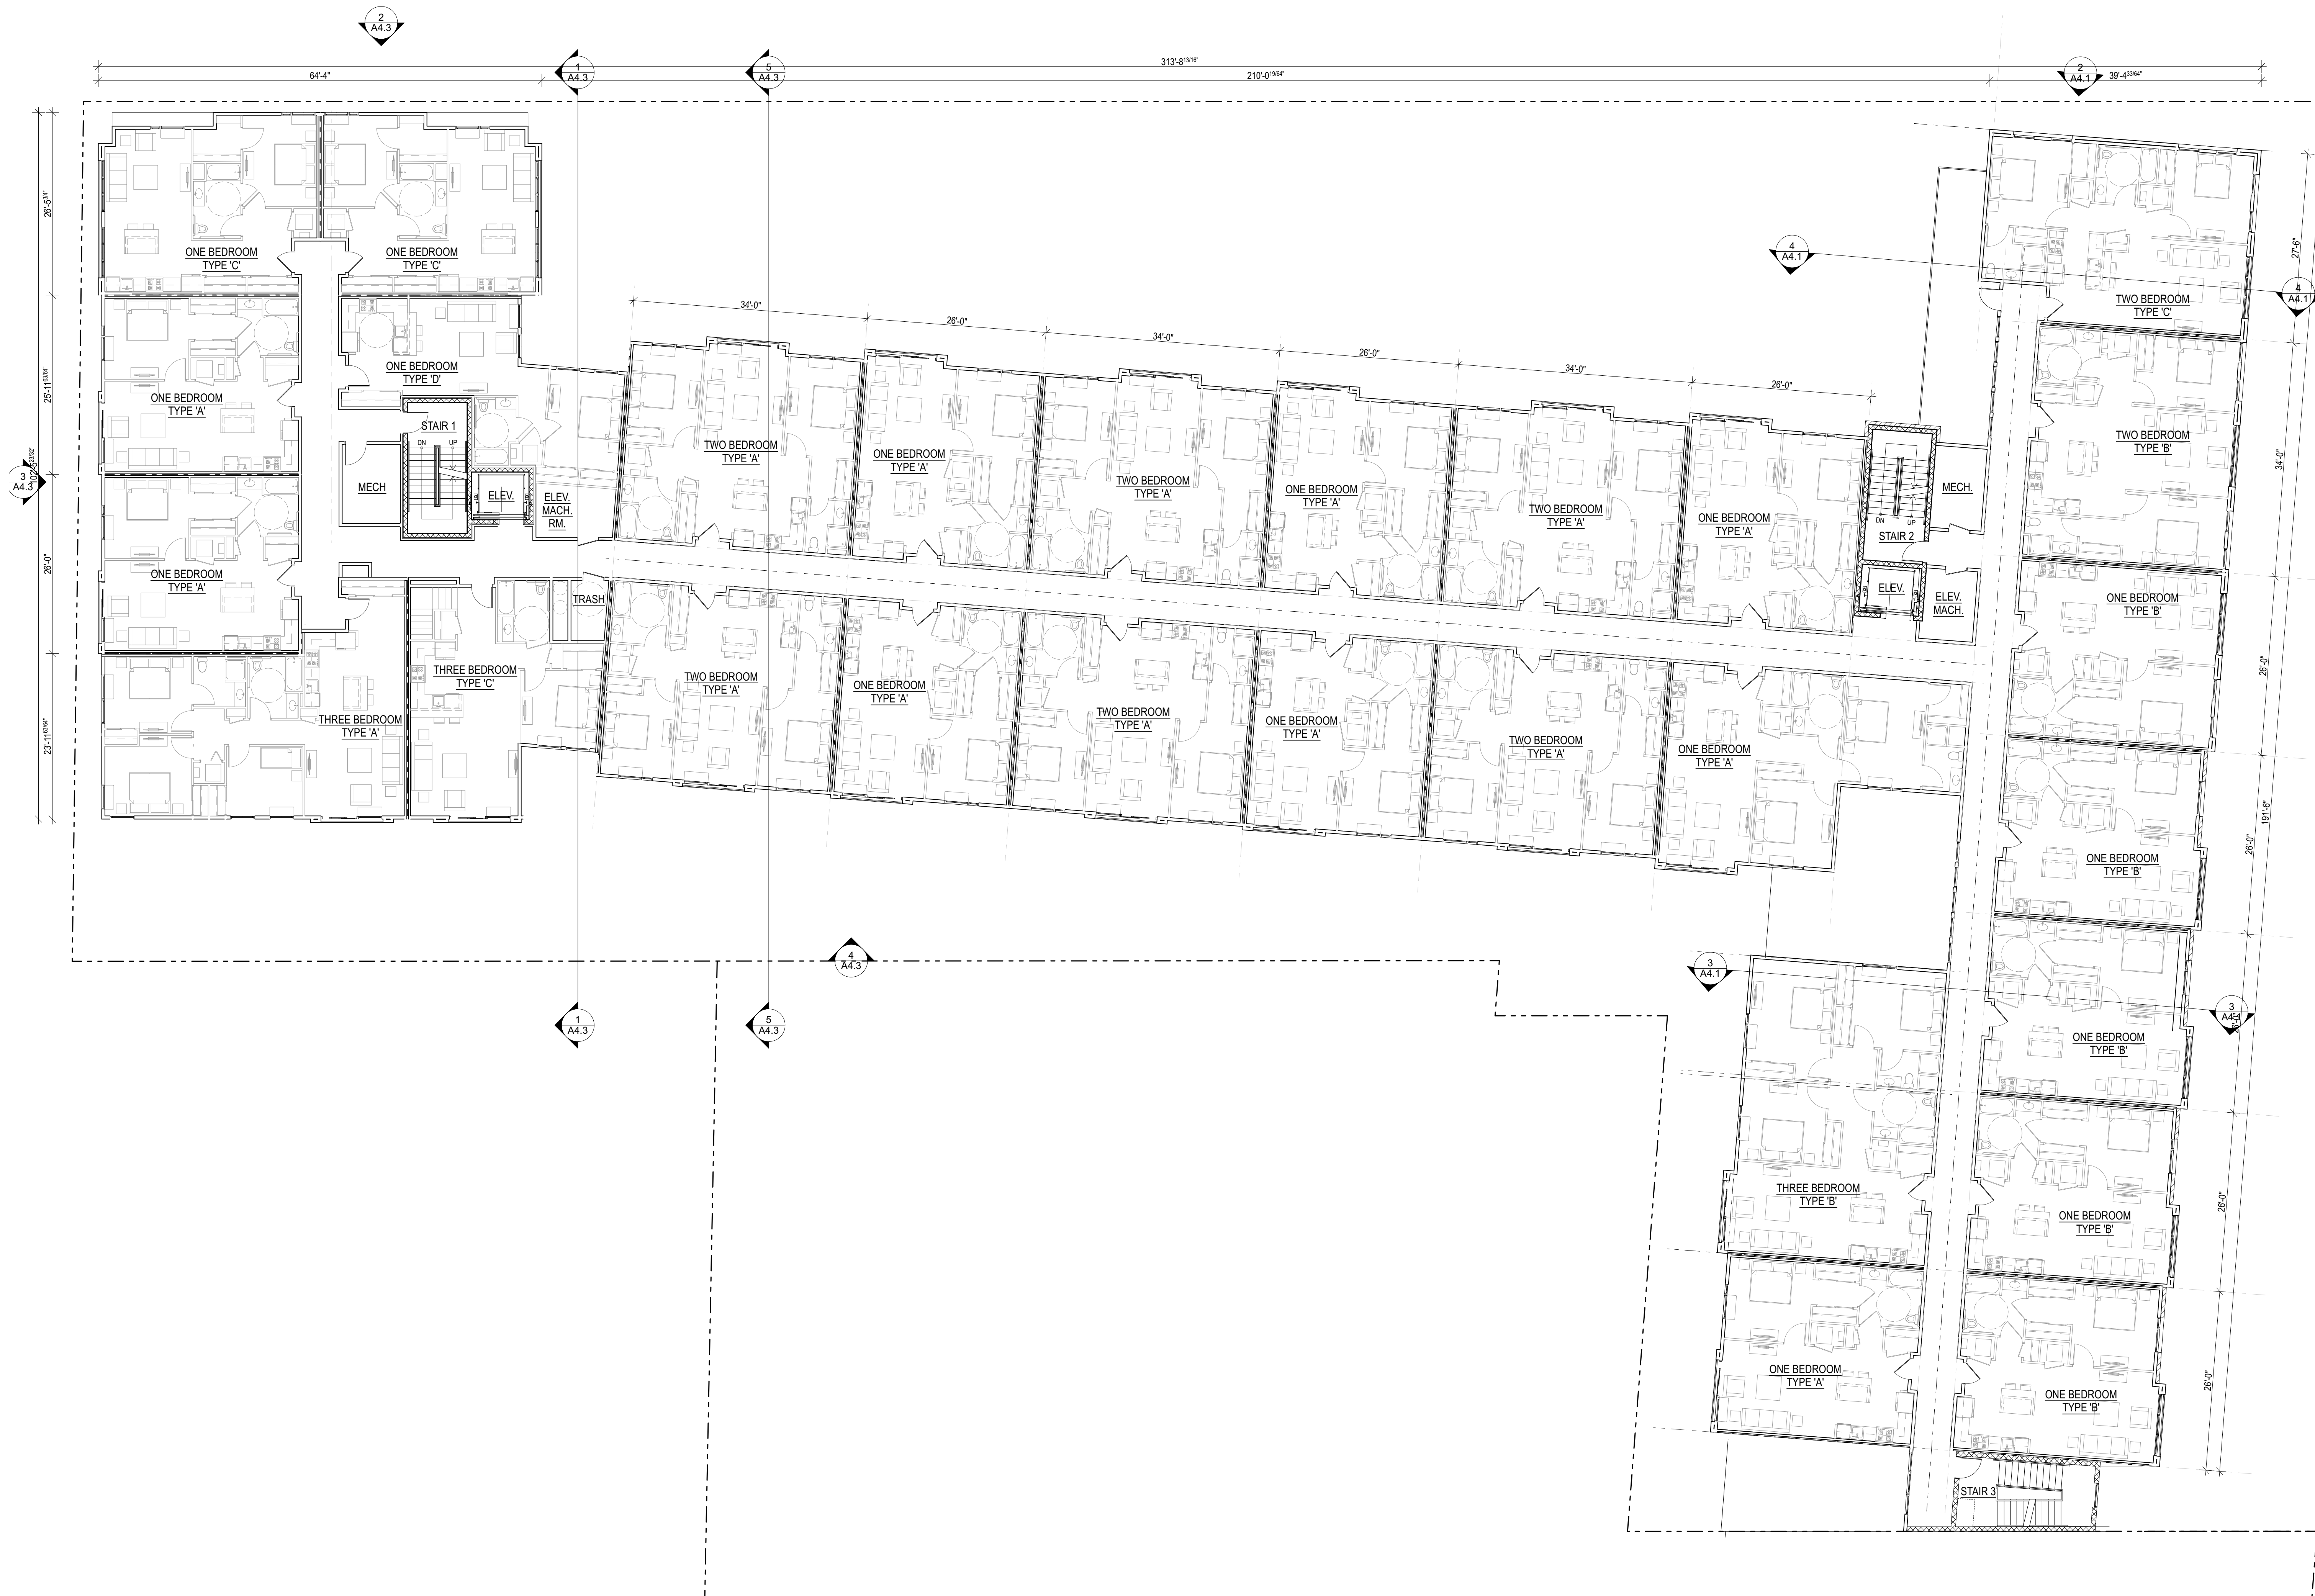 2
A4.3
313'-8 13/16"
64'-4"
1
A4.3
5
A4.3
210'-0 19/64"
2
A4.1
39'-4 33/64"
26'-5 3/4"
25'-11 63/64"
26'-0"
23'-11 63/64"
3
A4.3
ONE BEDROOM
TYPE 'C'
ONE BEDROOM
TYPE 'C'
ONE BEDROOM
TYPE 'A'
ONE BEDROOM
TYPE 'D'
STAIR 1
DN
UP
MECH
ELEV.
ELEV.
MACH.
RM.
ONE BEDROOM
TYPE 'A'
THREE BEDROOM
TYPE 'A'
THREE BEDROOM
TYPE 'C'
TRASH
34'-0"
26'-0"
34'-0"
26'-0"
34'-0"
26'-0"
TWO BEDROOM
TYPE 'A'
ONE BEDROOM
TYPE 'A'
TWO BEDROOM
TYPE 'A'
ONE BEDROOM
TYPE 'A'
TWO BEDROOM
TYPE 'A'
ONE BEDROOM
TYPE 'A'
TWO BEDROOM
TYPE 'A'
ONE BEDROOM
TYPE 'A'
TWO BEDROOM
TYPE 'A'
ONE BEDROOM
TYPE 'A'
TWO BEDROOM
TYPE 'A'
ONE BEDROOM
TYPE 'A'
DN
UP
STAIR 2
MECH.
ELEV.
ELEV.
MACH.
4
A4.1
4
A4.1
TWO BEDROOM
TYPE 'C'
27'-6"
TWO BEDROOM
TYPE 'B'
34'-0"
ONE BEDROOM
TYPE 'B'
26'-0"
191'-6"
ONE BEDROOM
TYPE 'B'
26'-0"
ONE BEDROOM
TYPE 'B'
3
A4.1
3
A4.1
26'-0"
ONE BEDROOM
TYPE 'B'
26'-0"
ONE BEDROOM
TYPE 'B'
26'-0"
THREE BEDROOM
TYPE 'B'
ONE BEDROOM
TYPE 'A'
STAIR 3
4
A4.3
1
A4.3
5
A4.3